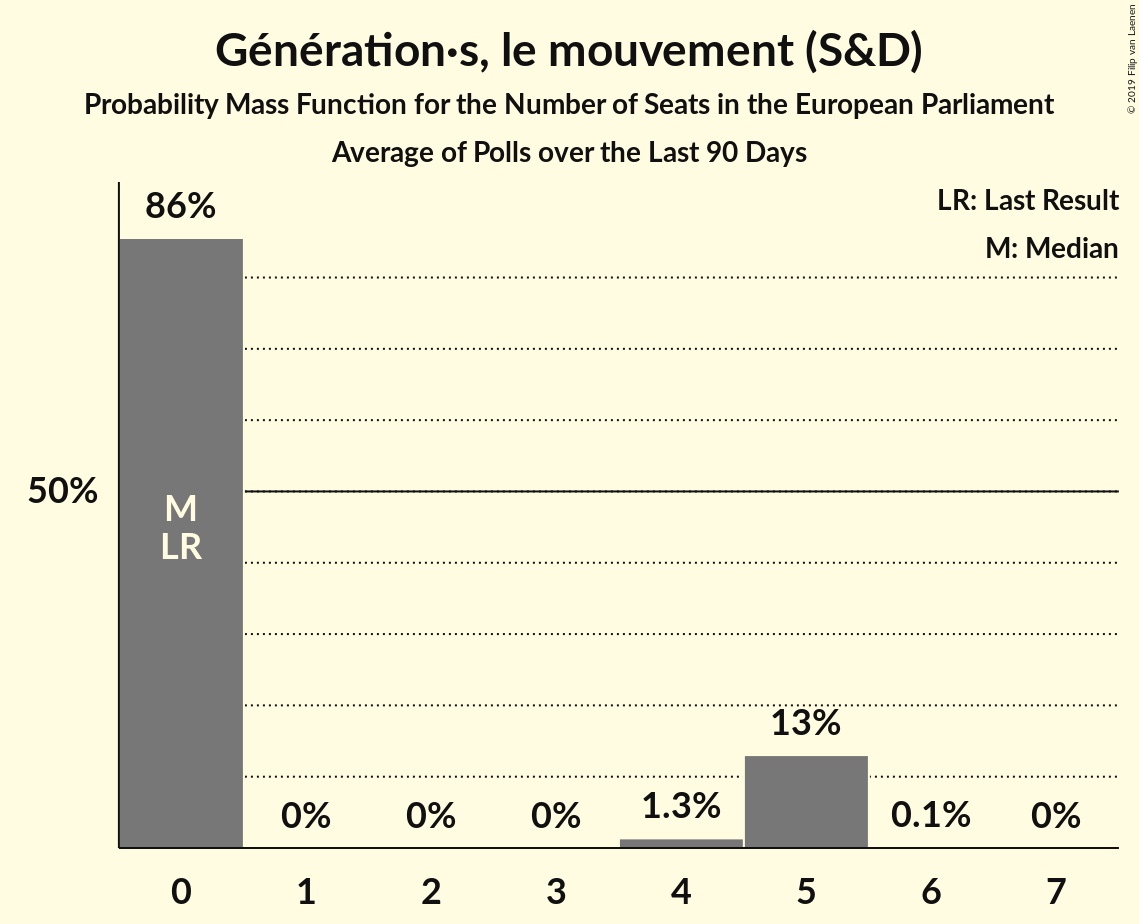 Génération·s, le mouvement (S&D)
Probability Mass Function for the Number of Seats in the European Parliament
Average of Polls over the Last 90 Days
© 2019 Filip van Laenen
LR: Last Result
M: Median
86%
50%
M
LR
0%
0%
0%
1.3%
13%
0.1%
0%
0 1 2 3 4 5 6 7